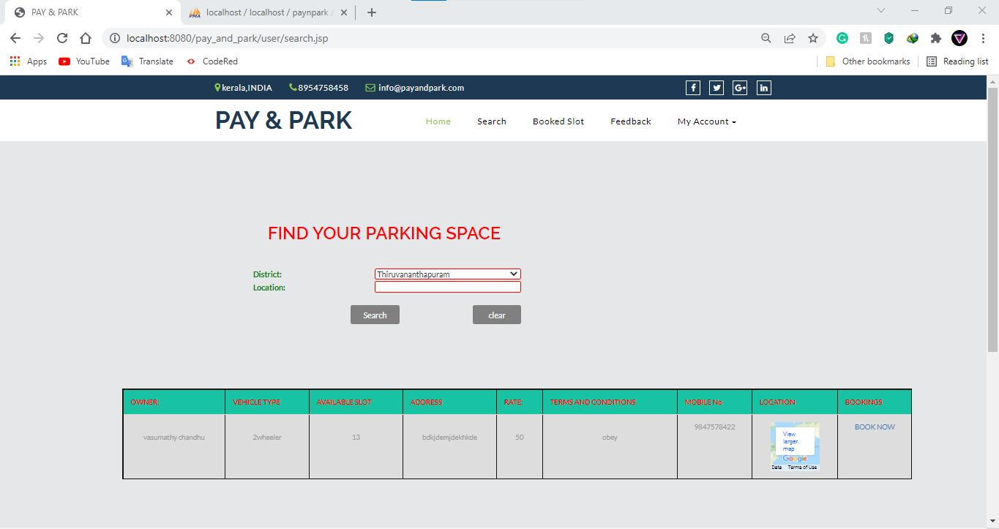 PAY & PARK
localhost / localhost / paynpark /
localhost:8080/pay_and_park/user/search.jsp
Apps YouTube Translate CodeRed Other bookmarks Reading list
kerala,INDIA 8954758458 info@payandpark.com
PAY & PARK Home Search Booked Slot Feedback My Account
FIND YOUR PARKING SPACE
District: Thiruvananthapuram
Location:
Search clear
OWNER: VEHICLE TYPE AVAILABLE SLOT ADDRESS RATE: TERMS AND CONDITIONS MOBILE No LOCATION BOOKINGS
vasumathy chandhu 2wheeler 13 bdkjdemjdekhkde 50 obey 9847578422 BOOK NOW
View
larger
map
Google
Data Terms of Use